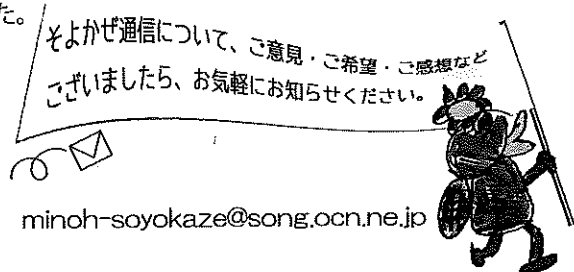 た。
そよかぜ通信について、ご意見・ご希望・ご感想など
ございましたら、お気軽にお知らせください。
minoh-soyokaze@song.ocn.ne.jp